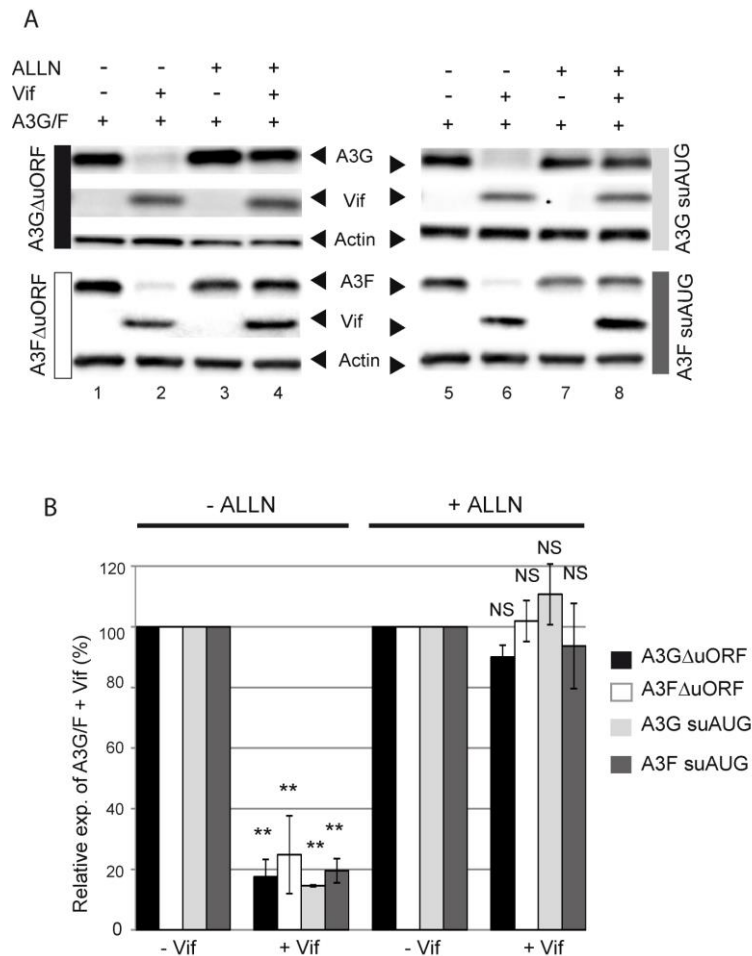 A
ALLN - - + + - - + +
Vif - + - + - + - +
A3G/F + + + + + + + +
A3GΔuORF
A3G
Vif
Actin
A3G suAUG
A3FΔuORF
A3F
Vif
Actin
A3F suAUG
1 2 3 4 5 6 7 8
B
- ALLN + ALLN
Relative exp. of A3G/F + Vif (%)
120
100
80
60
40
20
0
** ** ** **
NS NS NS NS
- Vif + Vif - Vif + Vif
A3GΔuORF
A3FΔuORF
A3G suAUG
A3F suAUG